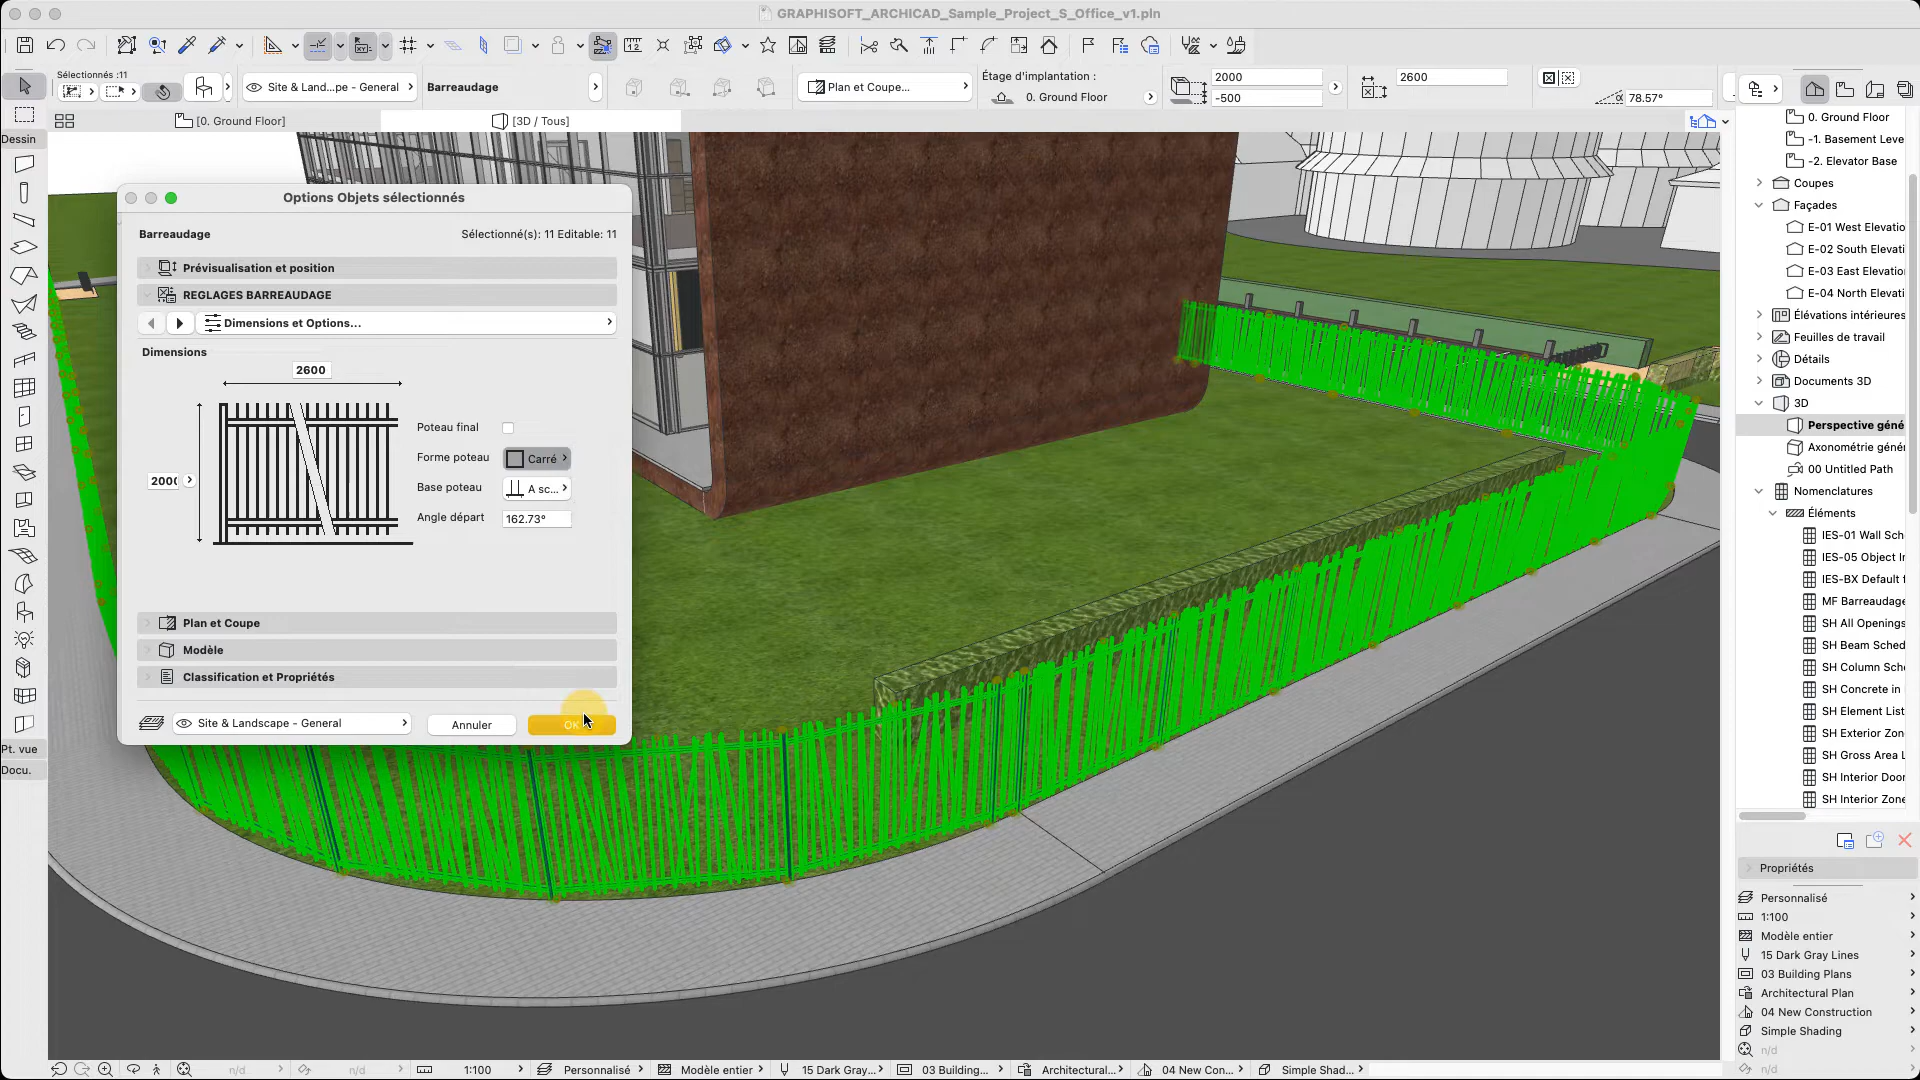 GRAPHISOFT_ARCHICAD_Sample_Project_S_Office_v1.pln
Sélectionnés :11
Site & Land...pe - General
Barreaudage
Plan et Coupe...
Étage d'implantation :
0. Ground Floor
2000
-500
2600
78.57°
[0. Ground Floor]
[3D / Tous]
Dessin
Pt. vue
Docu.
Options Objets sélectionnés
Barreaudage
Sélectionné(s): 11 Editable: 11
Prévisualisation et position
REGLAGES BARREAUDAGE
Dimensions et Options...
Dimensions
2600
Poteau final
Forme poteau
Carré
200
Base poteau
A sc...
Angle départ
162.73°
Plan et Coupe
Modèle
Classification et Propriétés
Site & Landscape - General
Annuler
OK
0. Ground Floor
-1. Basement Leve
-2. Elevator Base
Coupes
Façades
E-01 West Elevatio
E-02 South Elevati
E-03 East Elevatio
E-04 North Elevati
Élévations intérieures
Feuilles de travail
Détails
Documents 3D
3D
Perspective géné
Axonométrie génér
00 Untitled Path
Nomenclatures
Éléments
IES-01 Wall Sch
IES-05 Object In
IES-BX Default f
MF Barreaudage
SH All Openings
SH Beam Sched
SH Column Sche
SH Concrete in
SH Element List
SH Exterior Zon
SH Gross Area L
SH Interior Door
SH Interior Zone
Propriétés
Personnalisé
1:100
Modèle entier
15 Dark Gray Lines
03 Building Plans
Architectural Plan
04 New Construction
Simple Shading
n/d
n/d
n/d
n/d
1:100
Personnalisé
Modèle entier
15 Dark Gray...
03 Building...
Architectural...
04 New Con...
Simple Shad...